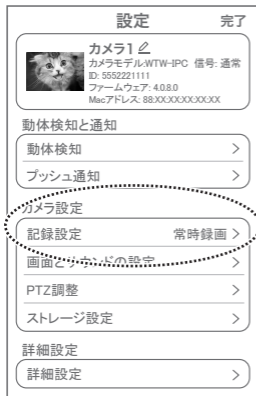 設定 完了
カメラ1
カメラモデル:WTW-IPC 信号: 通常
ID: 5552221111
ファームウェア: 4.0.8.0
Macアドレス: 88:XX:XX:XX:XX:XX
動体検知と通知
動体検知
プッシュ通知
カメラ設定
記録設定 常時録画
画面とサウンドの設定
PTZ調整
ストレージ設定
詳細設定
詳細設定